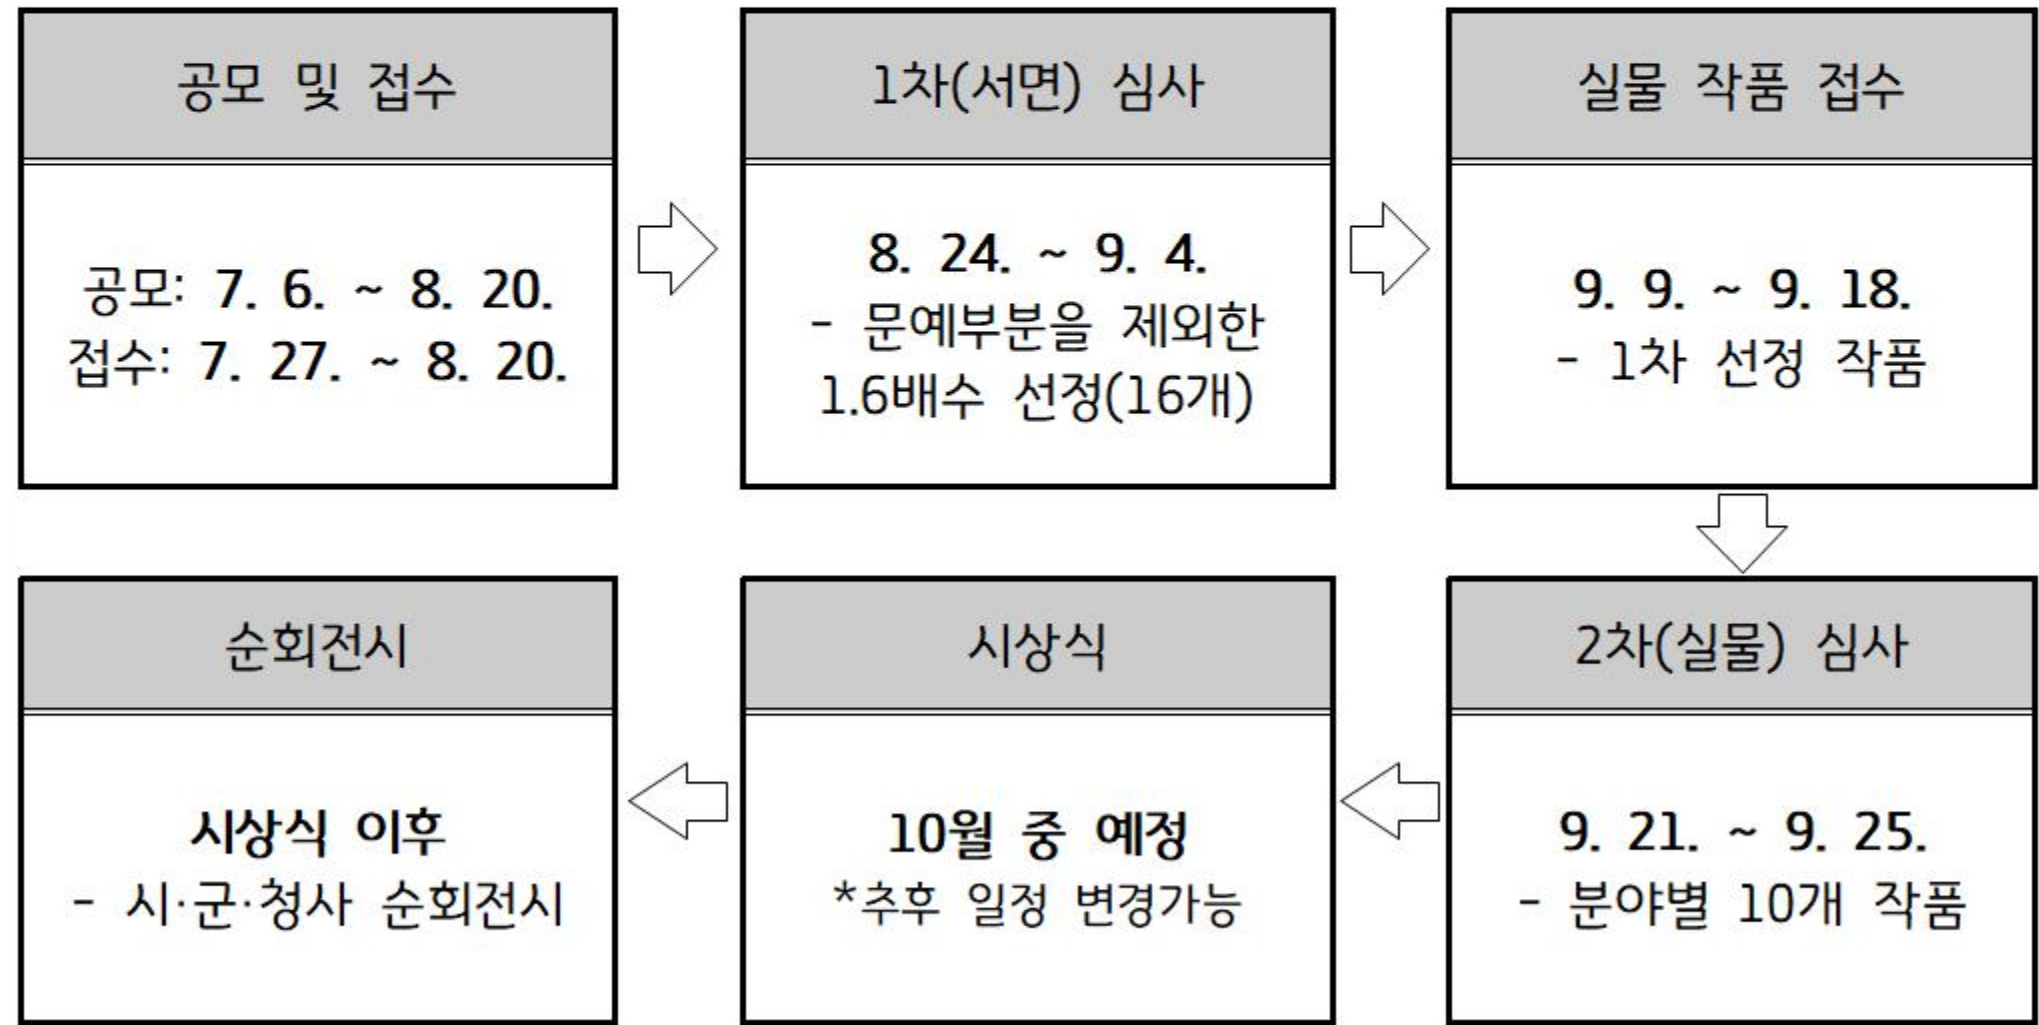 공모 및 접수
공모: 7. 6. ~ 8. 20.
접수: 7. 27. ~ 8. 20.
1차(서면) 심사
8. 24. ~ 9. 4.
- 문예부분을 제외한
1.6배수 선정(16개)
실물 작품 접수
9. 9. ~ 9. 18.
- 1차 선정 작품
2차(실물) 심사
9. 21. ~ 9. 25.
- 분야별 10개 작품
시상식
10월 중 예정
*추후 일정 변경가능
순회전시
시상식 이후
- 시·군·청사 순회전시